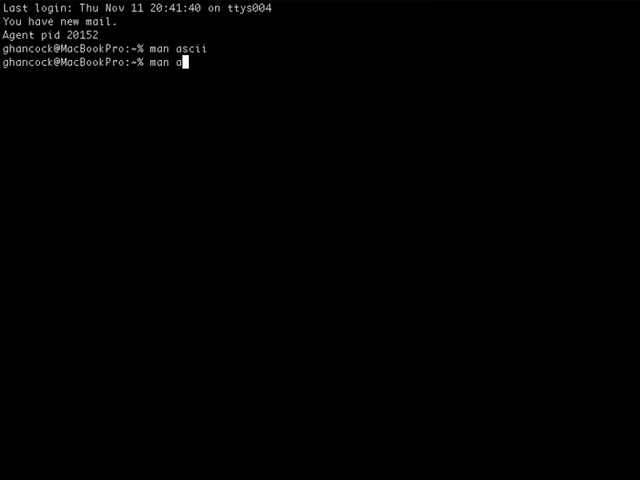 Last login: Thu Nov 11 20:41:40 on ttys004
You have new mail.
Agent pid 20152
ghancock@MacBookPro:~% man ascii
ghancock@MacBookPro:~% man a